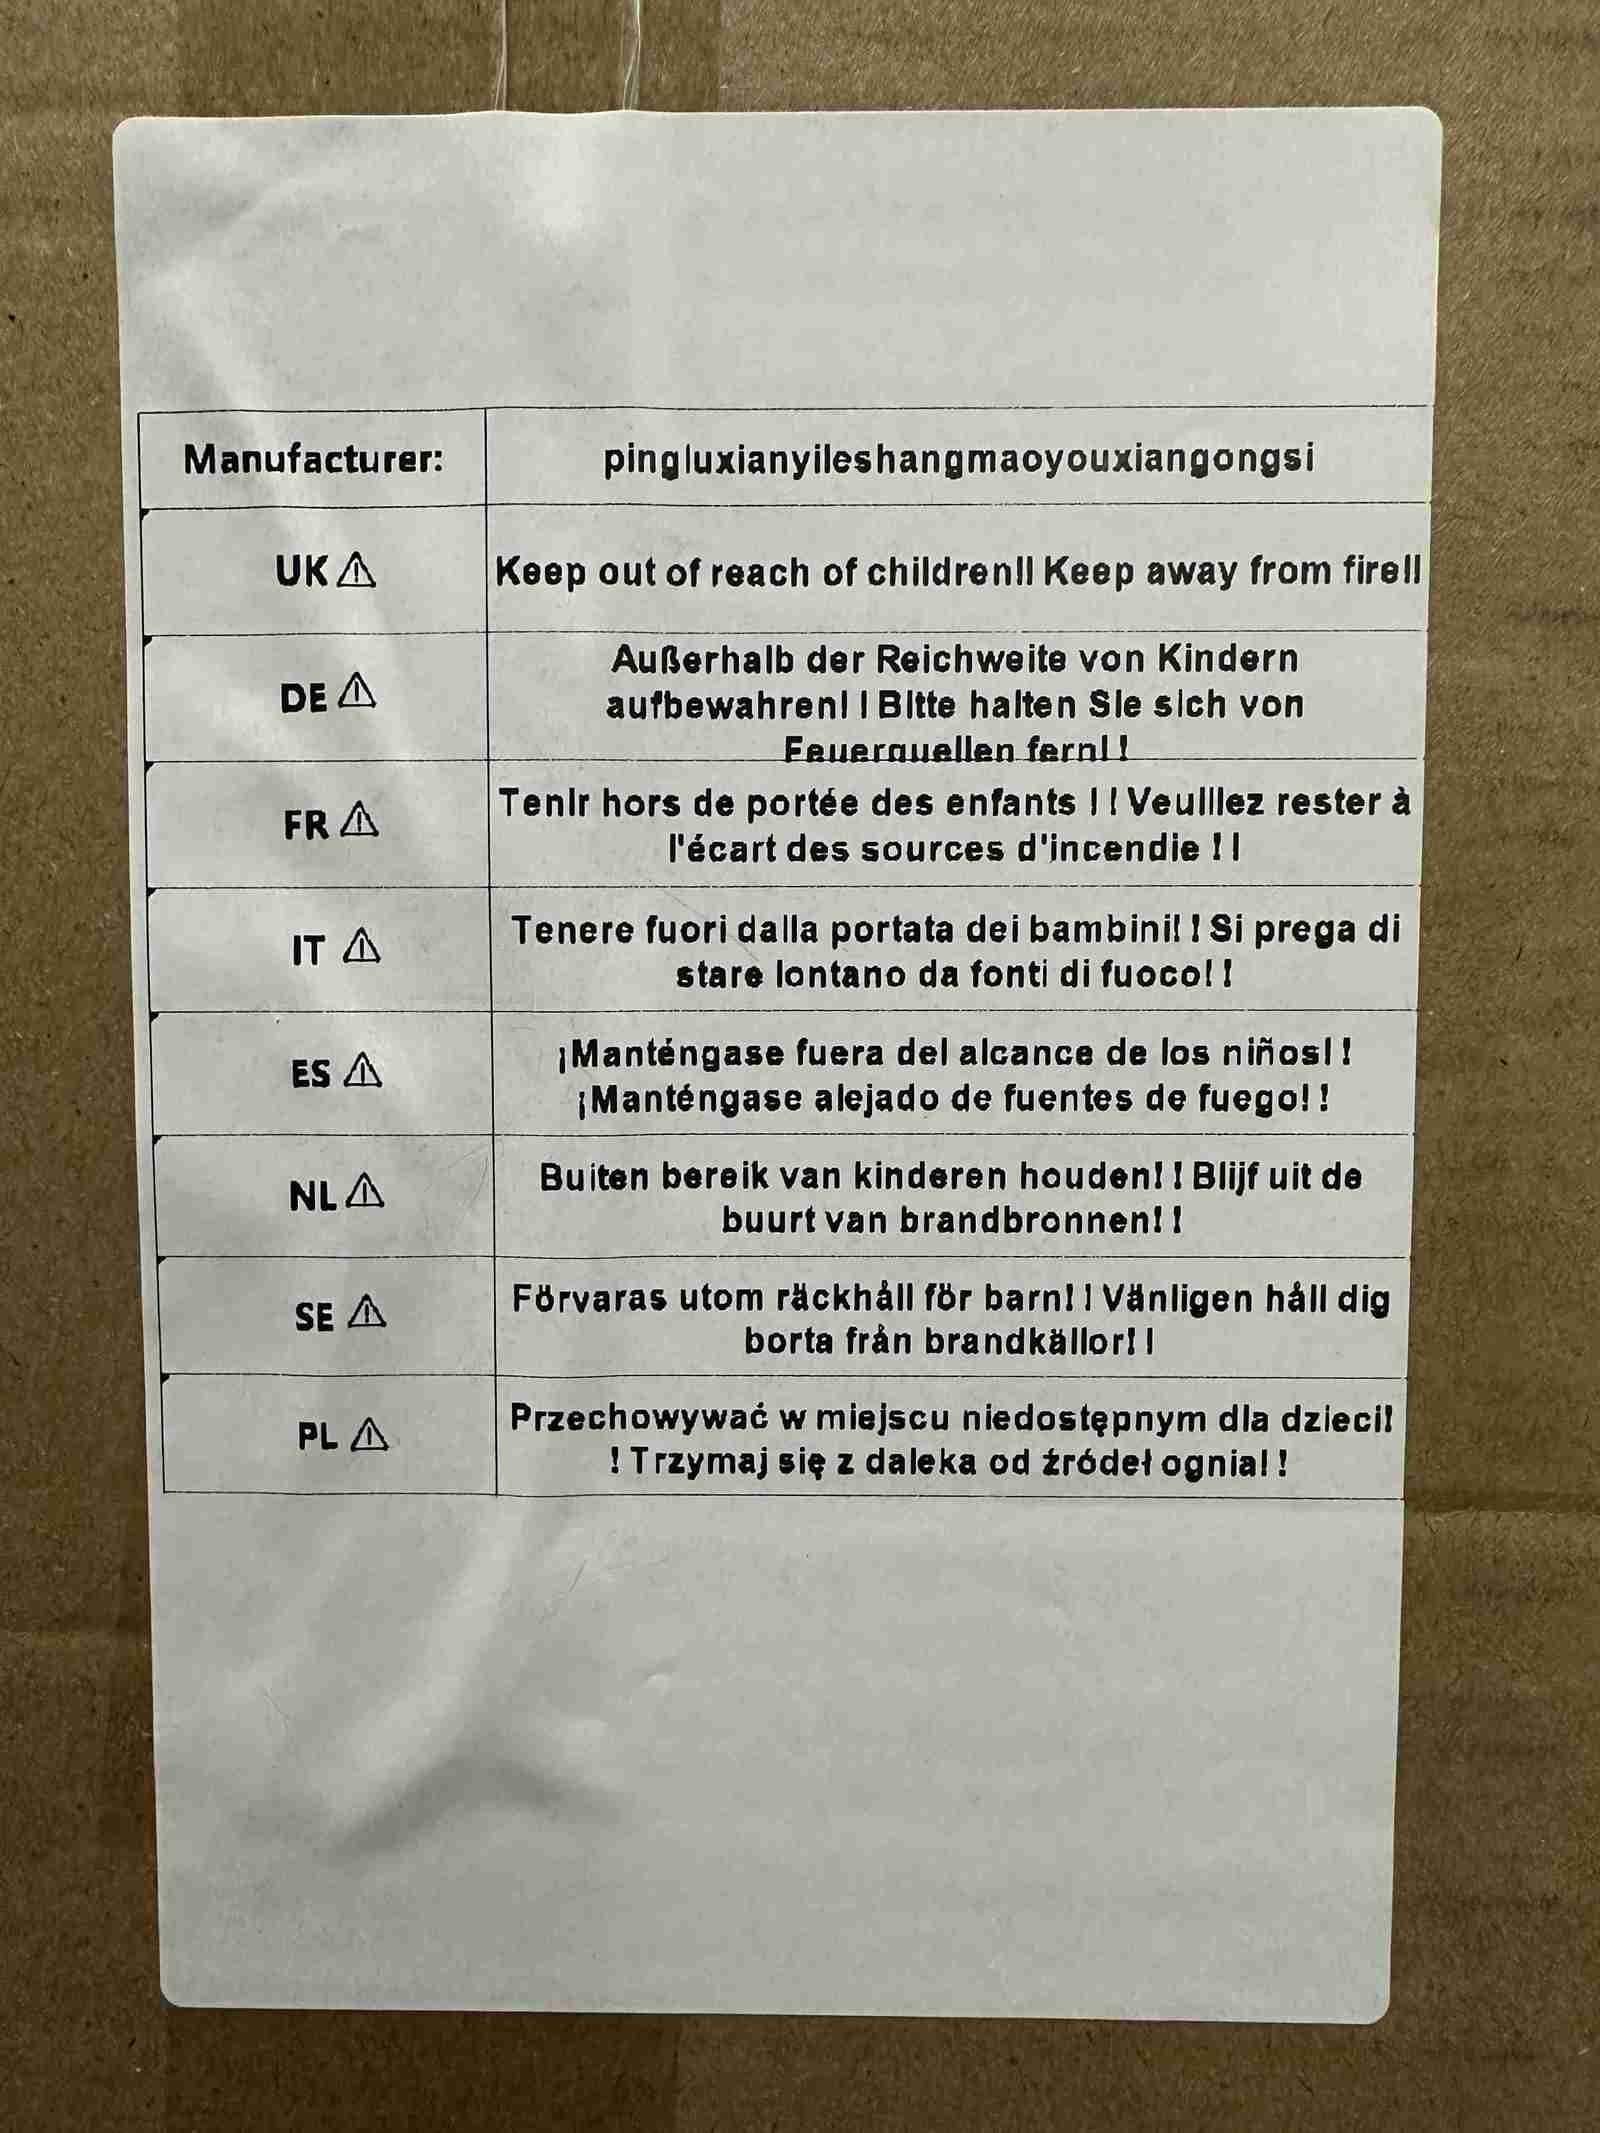 Manufacturer: pingluxianyileshangmaoyouxiangongsi
UK ⚠ Keep out of reach of children!! Keep away from fire!!
DE ⚠
Außerhalb der Reichweite von Kindern
aufbewahren! ! Bitte halten Sie sich von
Feuerquellen fern! !
FR ⚠
Tenir hors de portée des enfants ! ! Veuillez rester à
l'écart des sources d'incendie ! !
IT ⚠
Tenere fuori dalla portata dei bambini! ! Si prega di
stare lontano da fonti di fuoco! !
ES ⚠
¡Manténgase fuera del alcance de los niños! !
¡Manténgase alejado de fuentes de fuego! !
NL ⚠
Buiten bereik van kinderen houden! ! Blijf uit de
buurt van brandbronnen! !
SE ⚠
Förvaras utom räckhåll för barn! ! Vänligen håll dig
borta från brandkällor! !
PL ⚠
Przechowywać w miejscu niedostępnym dla dzieci!
! Trzymaj się z daleka od źródeł ognia! !